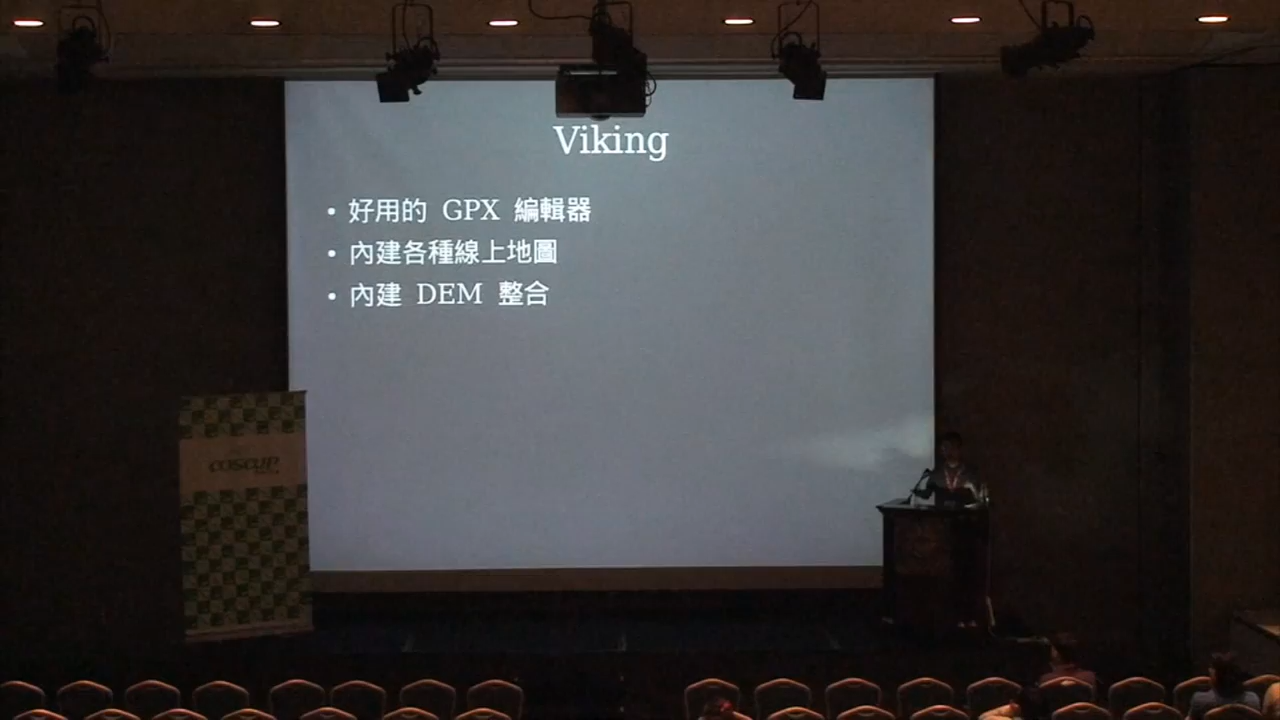 Viking
• 好用的 GPX 編輯器
• 內建各種線上地圖
• 內建 DEM 整合
coscup